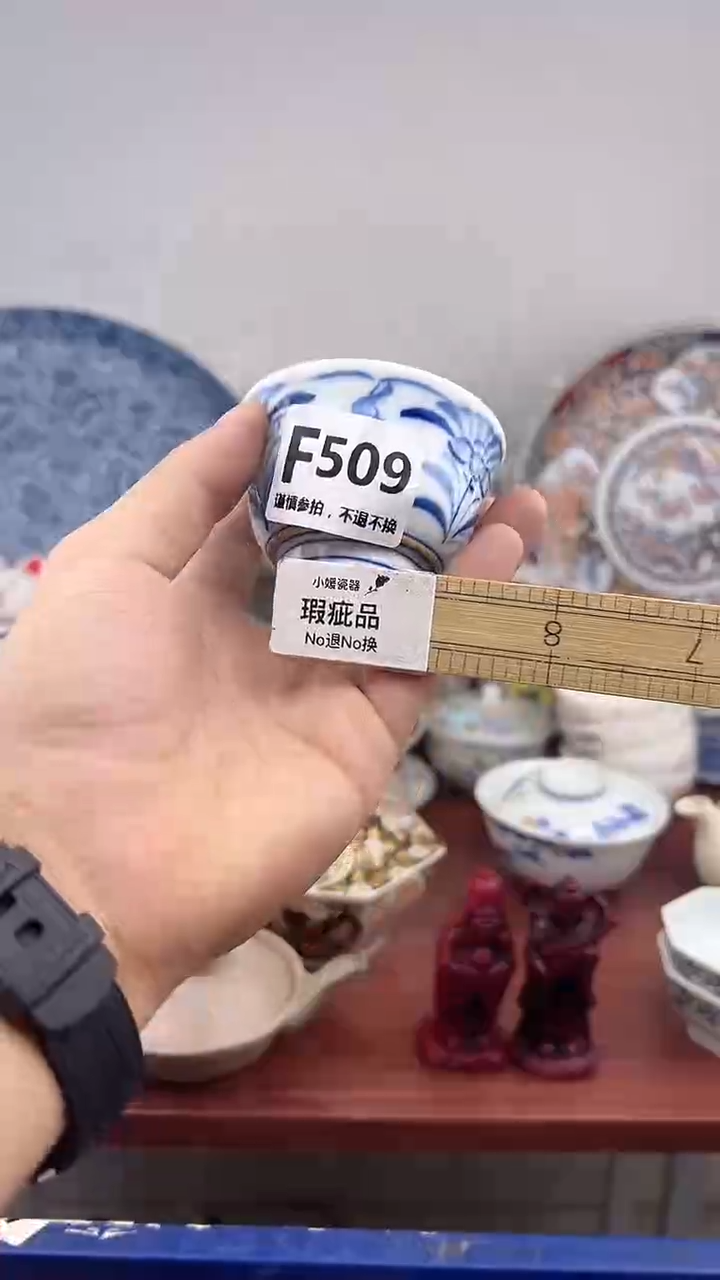 F509
谨慎参拍，不退不换
小媛瓷器
瑕疵品
No退No换
8
7